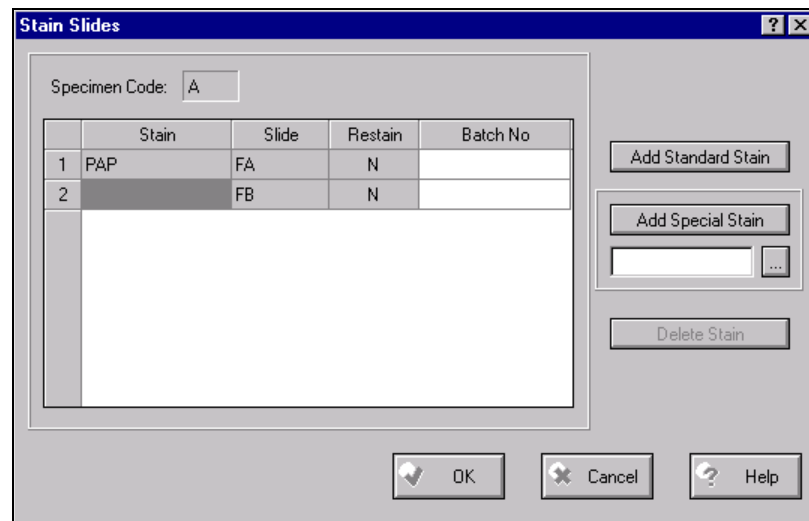 Stain Slides
Specimen Code: A
Stain Slide Restain Batch No
1 PAP FA N
2 FB N
Add Standard Stain
Add Special Stain
...
Delete Stain
OK Cancel Help